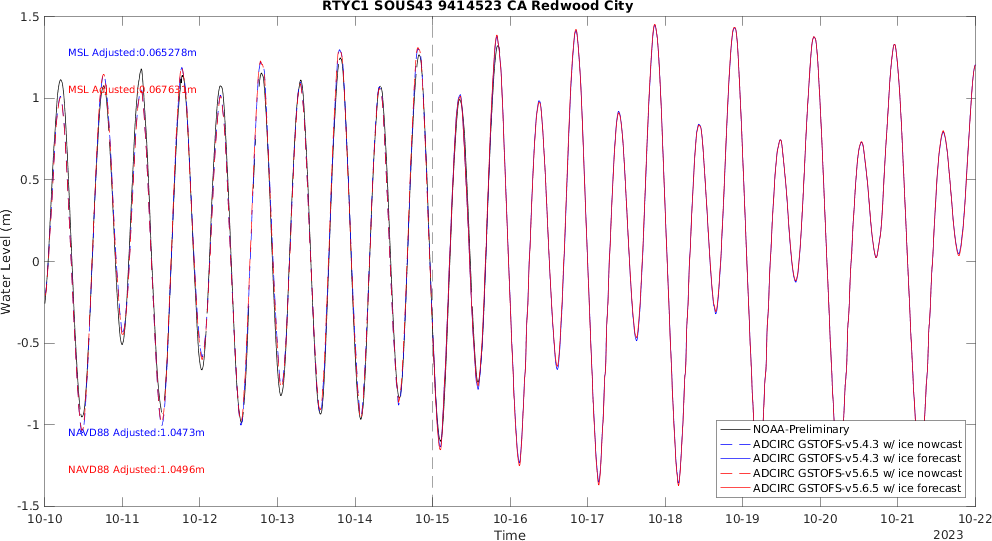 RTYC1 SOUS43 9414523 CA Redwood City
1.5
1
0.5
0
-0.5
-1
-1.5
Water Level (m)
MSL Adjusted:0.065278m
MSL Adjusted:0.067631m
NAVD88 Adjusted:1.0473m
NAVD88 Adjusted:1.0496m
NOAA-Preliminary
ADCIRC GSTOFS-v5.4.3 w/ ice nowcast
ADCIRC GSTOFS-v5.4.3 w/ ice forecast
ADCIRC GSTOFS-v5.6.5 w/ ice nowcast
ADCIRC GSTOFS-v5.6.5 w/ ice forecast
10-10 10-11 10-12 10-13 10-14 10-15 10-16 10-17 10-18 10-19 10-20 10-21 10-22
Time
2023